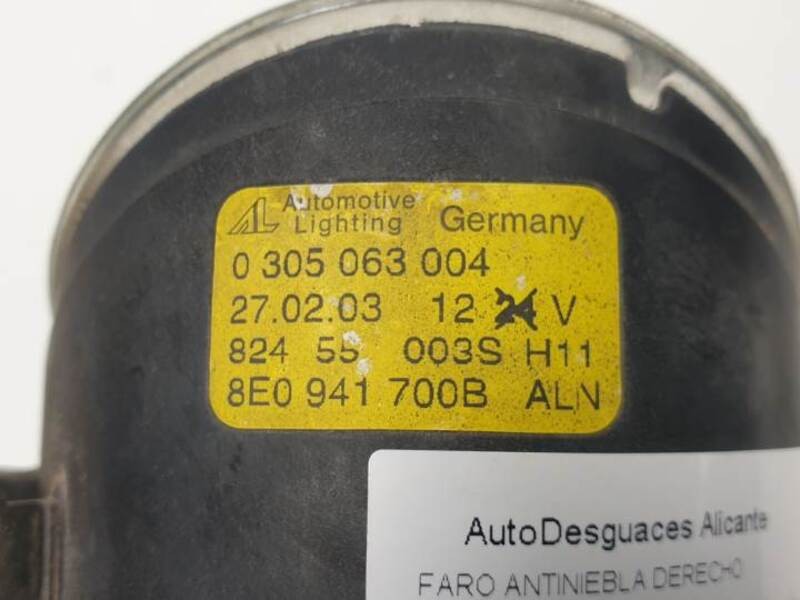 AL Automotive Lighting Germany
0 305 063 004
27.02.03 12 24 V
824 55 003S H11
8E0 941 700B ALN
AutoDesguaces Alicante
FARO ANTINIEBLA DERECHO